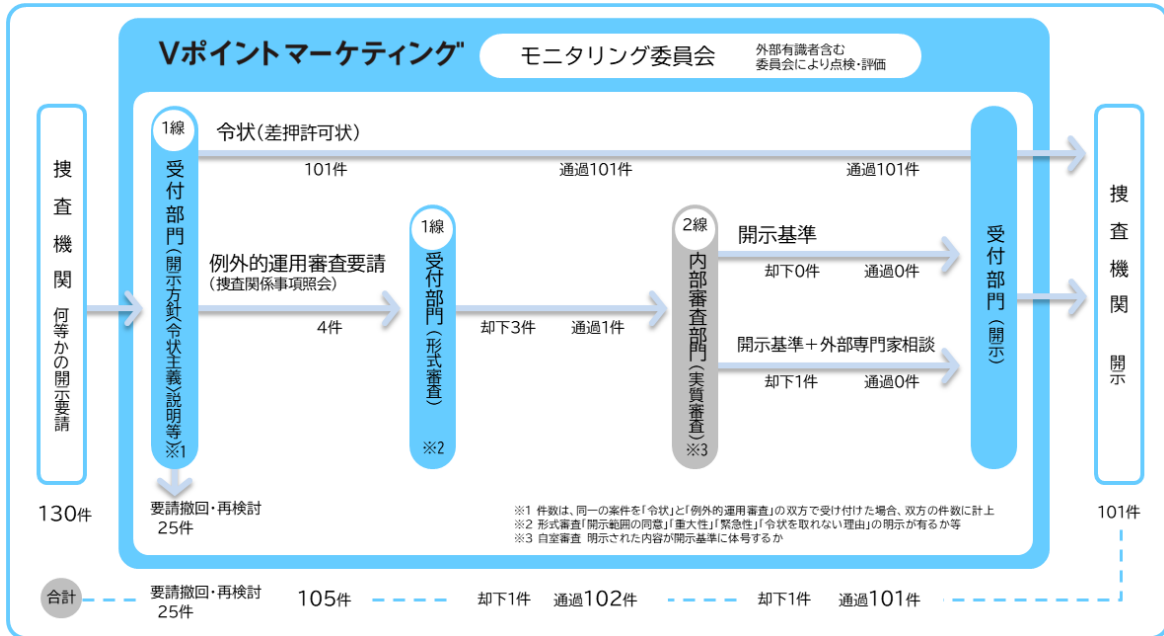 Vポイントマーケティング
モニタリング委員会
外部有識者含む
委員会により点検・評価
捜査機関 何等かの開示要請
130件
1線
受付部門(開示方針〈令状主義〉説明等)※1
令状(差押許可状)
101件
通過101件
通過101件
例外的運用審査要請
(捜査関係事項照会)
4件
1線
受付部門(形式審査)
※2
却下3件
通過1件
2線
内部審査部門(実質審査)
※3
開示基準
却下0件
通過0件
開示基準+外部専門家相談
却下1件
通過0件
受付部門(開示)
捜査機関 開示
101件
要請撤回・再検討
25件
※1 件数は、同一の案件を「令状」と「例外的運用審査」の双方で受け付けた場合、双方の件数に計上
※2 形式審査「開示範囲の同意」「重大性」「緊急性」「令状を取れない理由」の明示が有るか等
※3 自室審査 明示された内容が開示基準に体号するか
合計
要請撤回・再検討
25件
105件
却下1件
通過102件
却下1件
通過101件